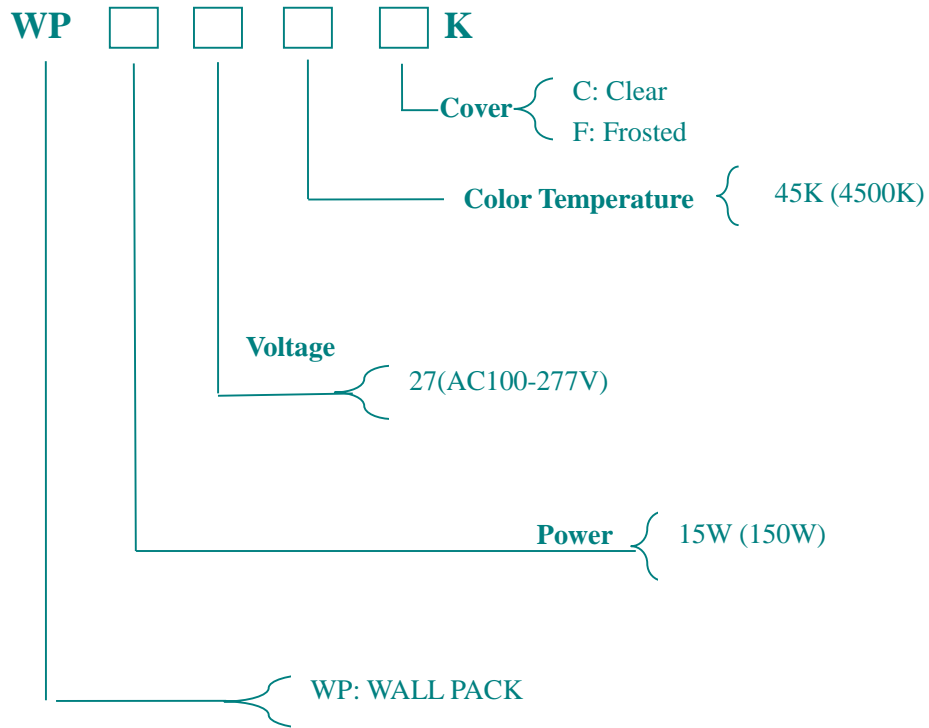 WP K
C: Clear
Cover
F: Frosted
Color Temperature 45K (4500K)
Voltage
27(AC100-277V)
Power 15W (150W)
WP: WALL PACK